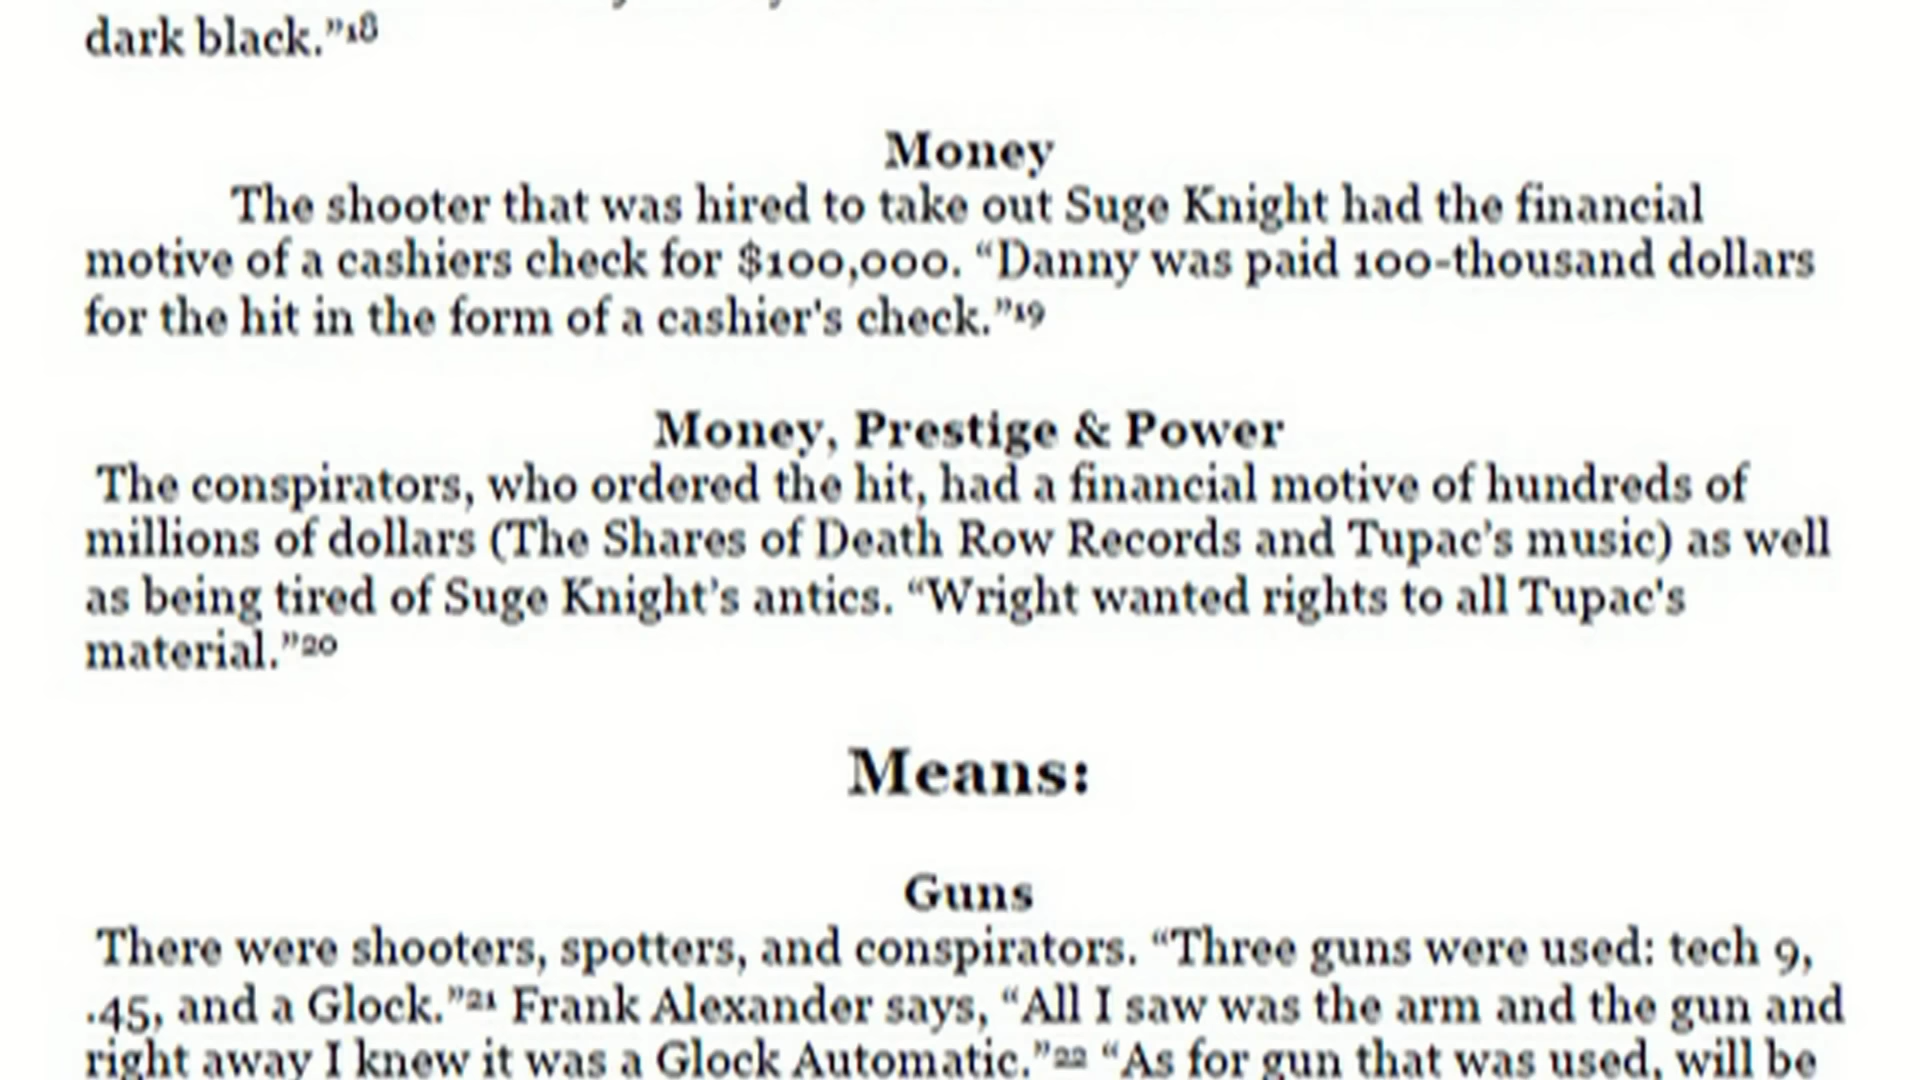 dark black.”18
Money
The shooter that was hired to take out Suge Knight had the financial
motive of a cashiers check for $100,000. “Danny was paid 100-thousand dollars
for the hit in the form of a cashier's check.”19
Money, Prestige & Power
The conspirators, who ordered the hit, had a financial motive of hundreds of
millions of dollars (The Shares of Death Row Records and Tupac’s music) as well
as being tired of Suge Knight’s antics. “Wright wanted rights to all Tupac's
material.”20
Means:
Guns
There were shooters, spotters, and conspirators. “Three guns were used: tech 9,
.45, and a Glock.”21 Frank Alexander says, “All I saw was the arm and the gun and
right away I knew it was a Glock Automatic.”22 “As for gun that was used, will be